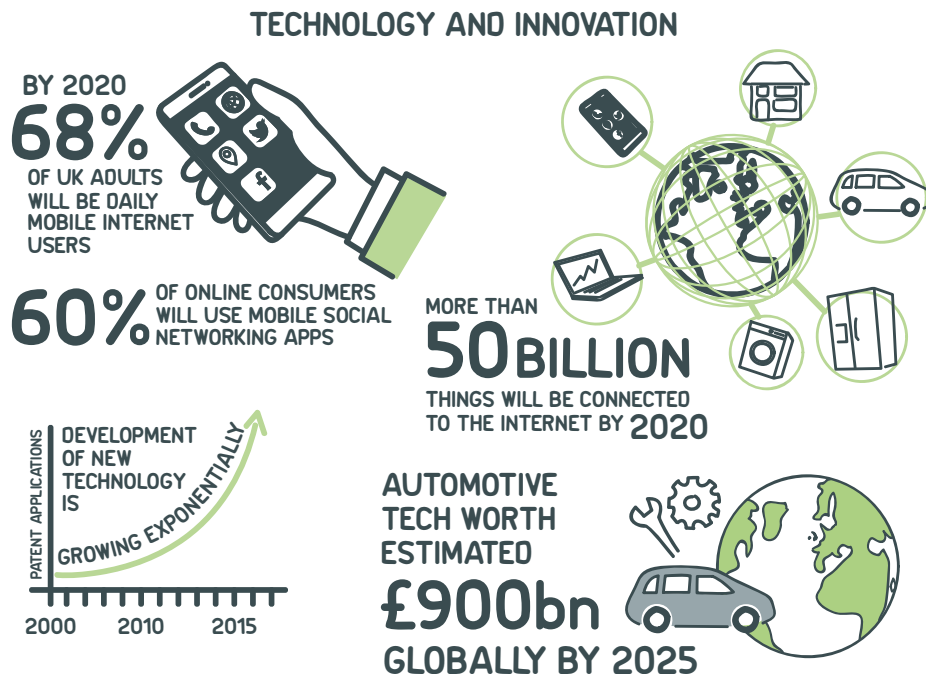 TECHNOLOGY AND INNOVATION
BY 2020
68%
OF UK ADULTS
WILL BE DAILY
MOBILE INTERNET
USERS
60%
OF ONLINE CONSUMERS
WILL USE MOBILE SOCIAL
NETWORKING APPS
MORE THAN
50 BILLION
THINGS WILL BE CONNECTED
TO THE INTERNET BY 2020
PATENT APPLICATIONS
DEVELOPMENT
OF NEW
TECHNOLOGY
IS
GROWING EXPONENTIALLY
2000 2010 2015
AUTOMOTIVE
TECH WORTH
ESTIMATED
£900bn
GLOBALLY BY 2025